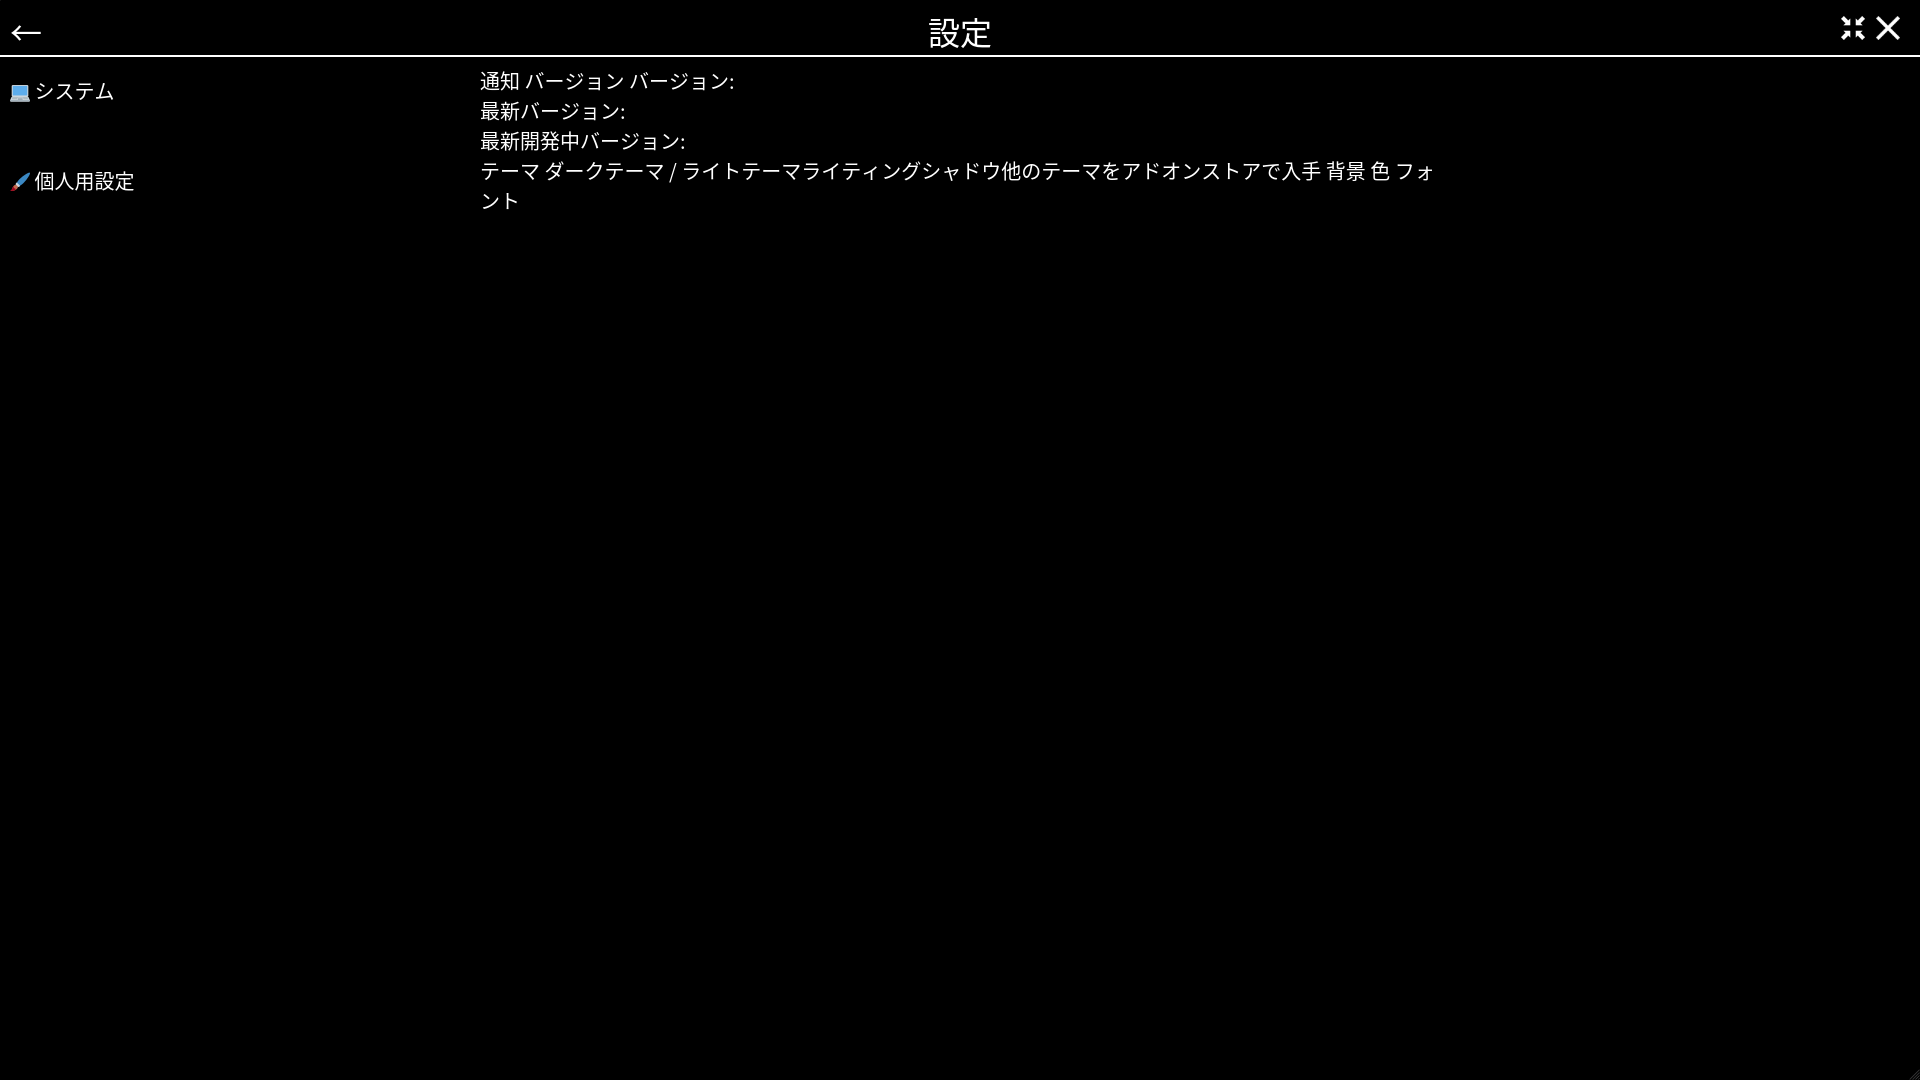 ← 設定
システム
個人用設定
通知 バージョン バージョン:
最新バージョン:
最新開発中バージョン:
テーマ ダークテーマ / ライトテーマライティングシャドウ他のテーマをアドオンストアで入手 背景 色 フォ
ント